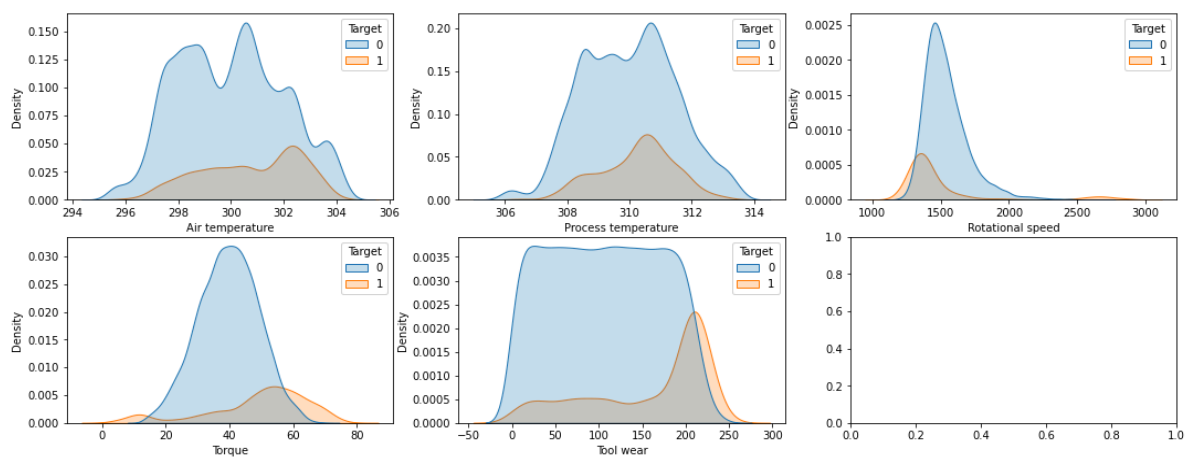 Target
0
1
Density
0.150
0.125
0.100
0.075
0.050
0.025
0.000
294 296 298 300 302 304 306
Air temperature
Target
0
1
Density
0.20
0.15
0.10
0.05
0.00
306 308 310 312 314
Process temperature
Target
0
1
Density
0.0025
0.0020
0.0015
0.0010
0.0005
0.0000
1000 1500 2000 2500 3000
Rotational speed
Target
0
1
Density
0.030
0.025
0.020
0.015
0.010
0.005
0.000
0 20 40 60 80
Torque
Target
0
1
Density
0.0035
0.0030
0.0025
0.0020
0.0015
0.0010
0.0005
0.0000
−50 0 50 100 150 200 250 300
Tool wear
1.0
0.8
0.6
0.4
0.2
0.0
0.0 0.2 0.4 0.6 0.8 1.0